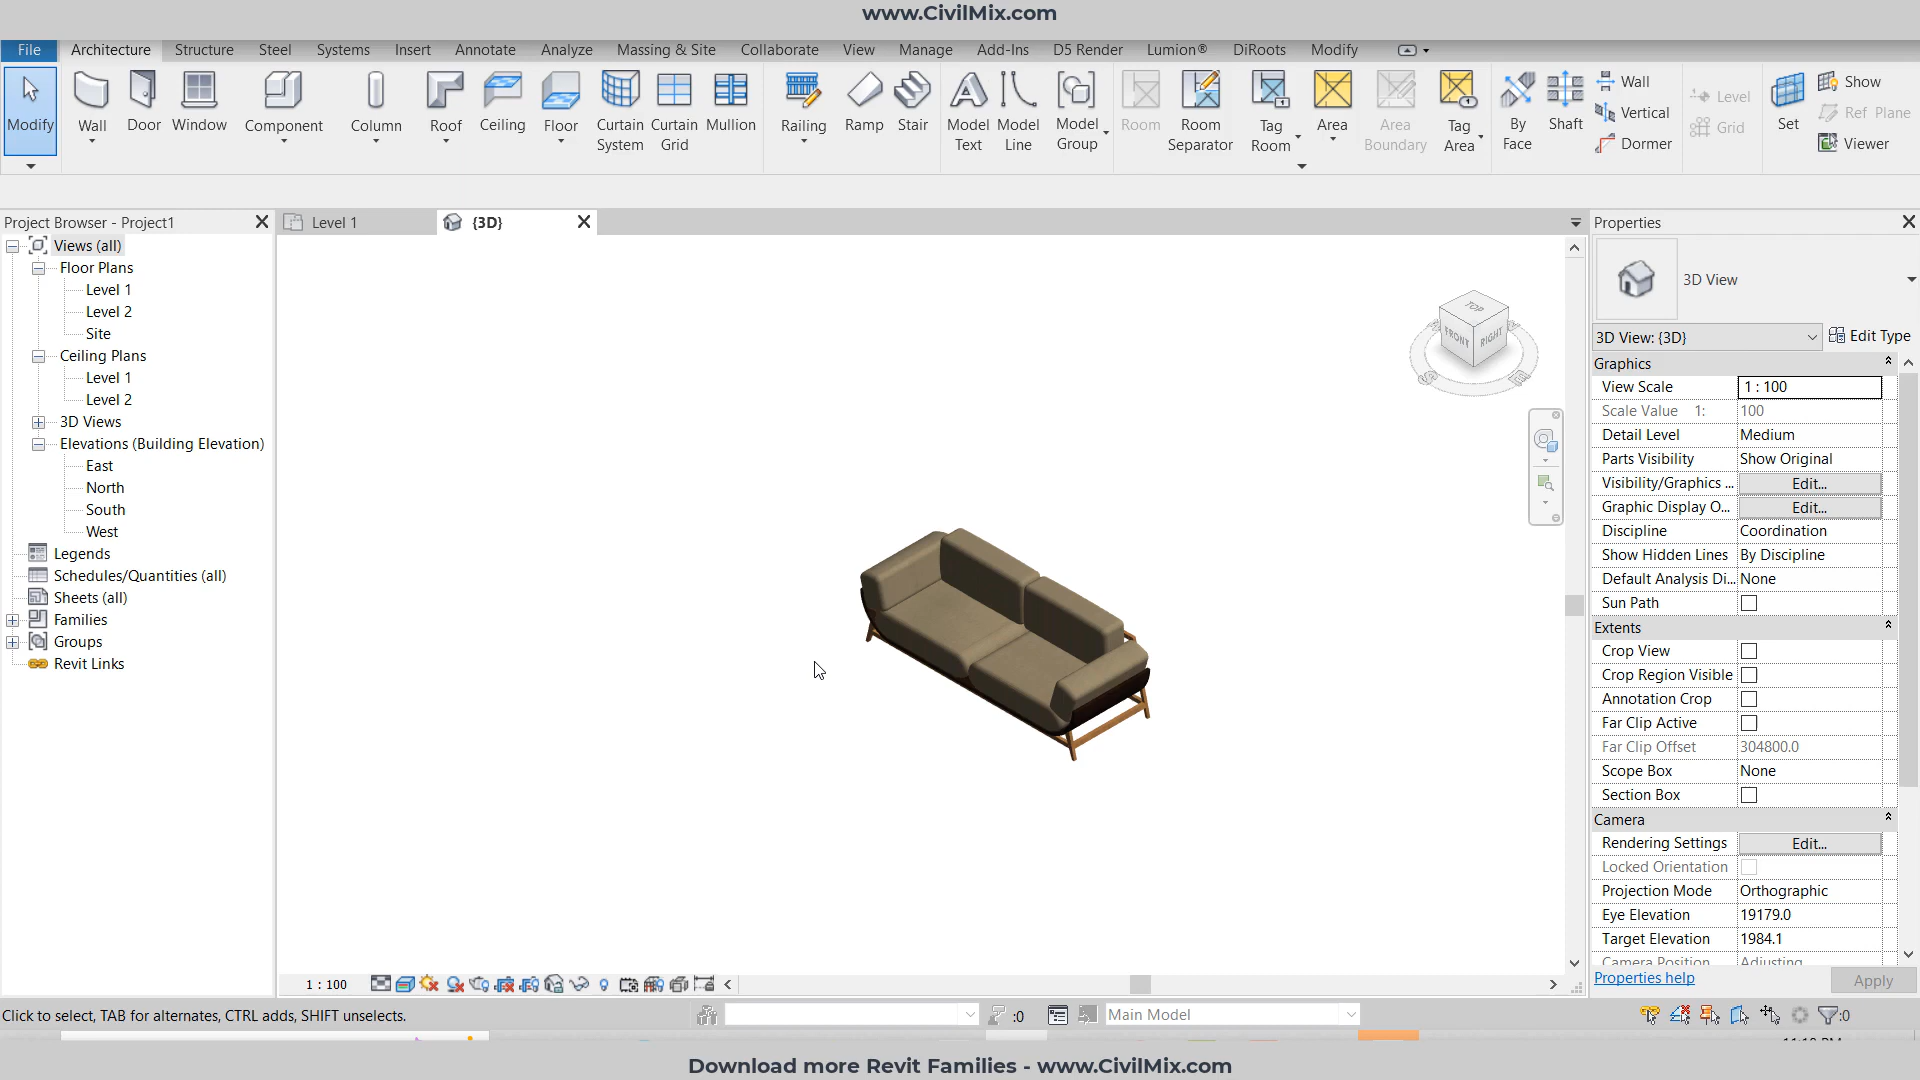 www.CivilMix.com
File Architecture Structure Steel Systems Insert Annotate Analyze Massing & Site Collaborate View Manage Add-Ins D5 Render Lumion® DiRoots Modify
Modify
Wall
Door
Window
Component
Column
Roof
Ceiling
Floor
Curtain System
Curtain Grid
Mullion
Railing
Ramp
Stair
Model Text
Model Line
Model Group
Room
Room Separator
Tag Room
Area
Area Boundary
Tag Area
By Face
Shaft
Wall
Vertical
Dormer
Level
Grid
Set
Show
Ref Plane
Viewer
Project Browser - Project1
Views (all)
Floor Plans
Level 1
Level 2
Site
Ceiling Plans
Level 1
Level 2
3D Views
Elevations (Building Elevation)
East
North
South
West
Legends
Schedules/Quantities (all)
Sheets (all)
Families
Groups
Revit Links
Level 1
{3D}
TOP
FRONT
RIGHT
S
E
Properties
3D View
3D View: {3D}
Edit Type
Graphics
View Scale 1 : 100
Scale Value 1: 100
Detail Level Medium
Parts Visibility Show Original
Visibility/Graphics ... Edit...
Graphic Display O... Edit...
Discipline Coordination
Show Hidden Lines By Discipline
Default Analysis Di... None
Sun Path
Extents
Crop View
Crop Region Visible
Annotation Crop
Far Clip Active
Far Clip Offset 304800.0
Scope Box None
Section Box
Camera
Rendering Settings Edit...
Locked Orientation
Projection Mode Orthographic
Eye Elevation 19179.0
Target Elevation 1984.1
Camera Position Adjusting
Properties help
Apply
1 : 100
Click to select, TAB for alternates, CTRL adds, SHIFT unselects.
:0
Main Model
:0
Download more Revit Families - www.CivilMix.com